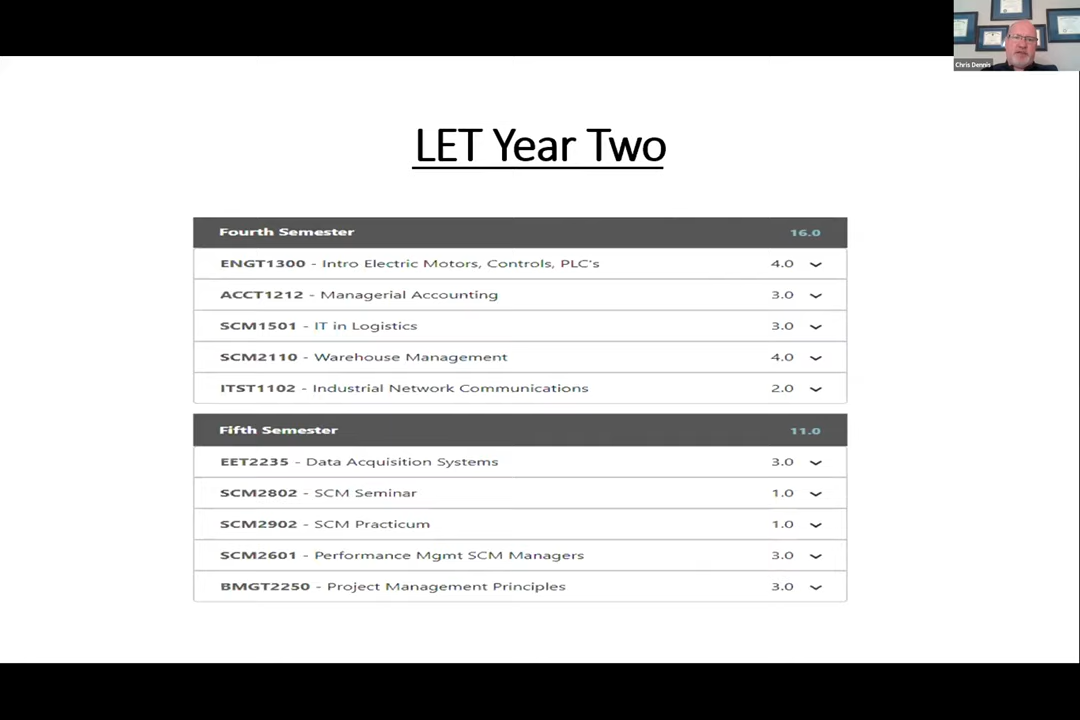 Chris Dennis
LET Year Two
Fourth Semester 16.0
ENGT1300 - Intro Electric Motors, Controls, PLC's 4.0
ACCT1212 - Managerial Accounting 3.0
SCM1501 - IT in Logistics 3.0
SCM2110 - Warehouse Management 4.0
ITST1102 - Industrial Network Communications 2.0
Fifth Semester 11.0
EET2235 - Data Acquisition Systems 3.0
SCM2802 - SCM Seminar 1.0
SCM2902 - SCM Practicum 1.0
SCM2601 - Performance Mgmt SCM Managers 3.0
BMGT2250 - Project Management Principles 3.0